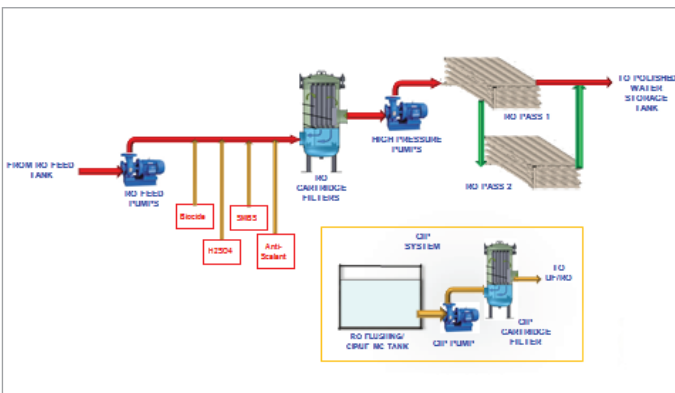 TO POLISHED
WATER
STORAGE
TANK
RO PASS 1
HIGH PRESSURE
PUMPS
FROM RO FEED
TANK
RO
CARTRIDGE
FILTERS
RO FEED
PUMPS
RO PASS 2
Biocide
SMBS
H2SO4
Anti-
Scalant
CIP
SYSTEM
TO
UF/RO
RO FLUSHING/
CIP PUMP
CIP
CARTRIDGE
FILTER